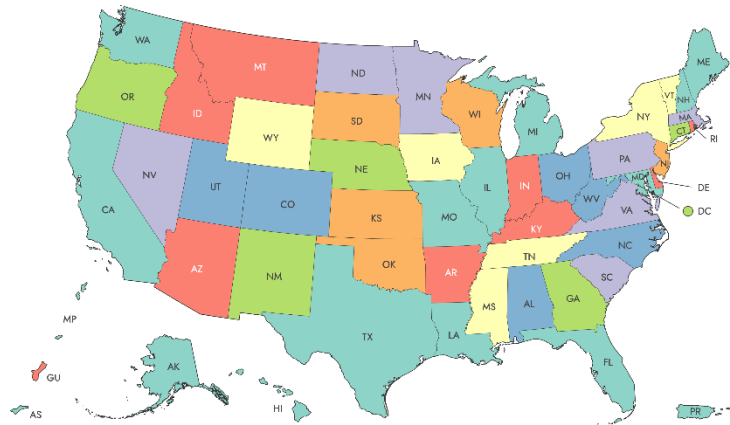 WA
MT
ND
MN
ME
VT
NH
OR
ID
SD
WI
NY
MA
CT
RI
WY
MI
IA
PA
NJ
NE
NV
UT
CO
IL
IN
OH
WV
MD
DE
DC
CA
KS
MO
KY
VA
AZ
NM
OK
AR
TN
NC
SC
MS
AL
GA
TX
LA
FL
MP
GU
AS
AK
HI
PR